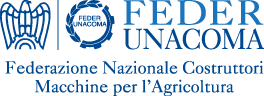 FEDER
UNACOMA
FEDER
UNACOMA
Federazione Nazionale Costruttori
Macchine per l'Agricoltura